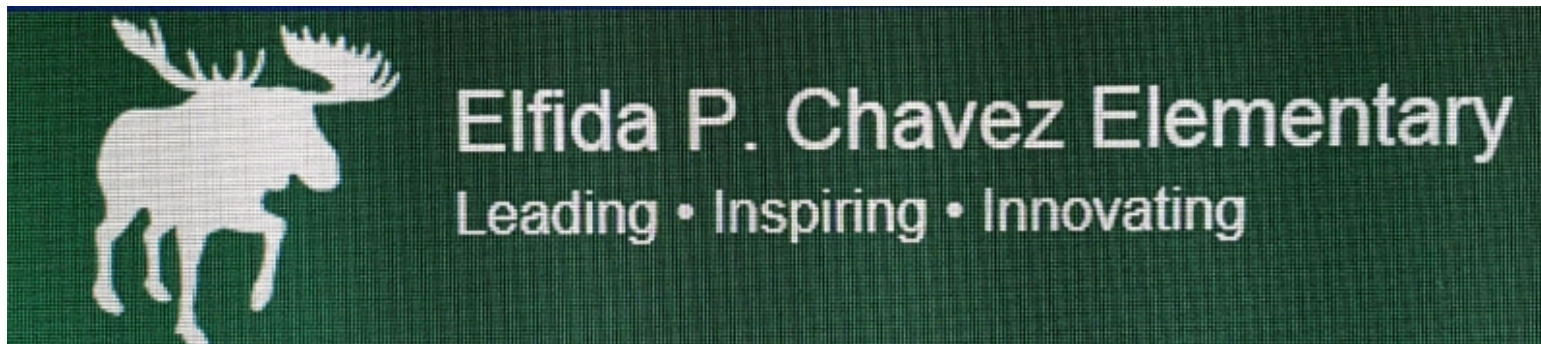 Elfida P. Chavez Elementary
Leading • Inspiring • Innovating